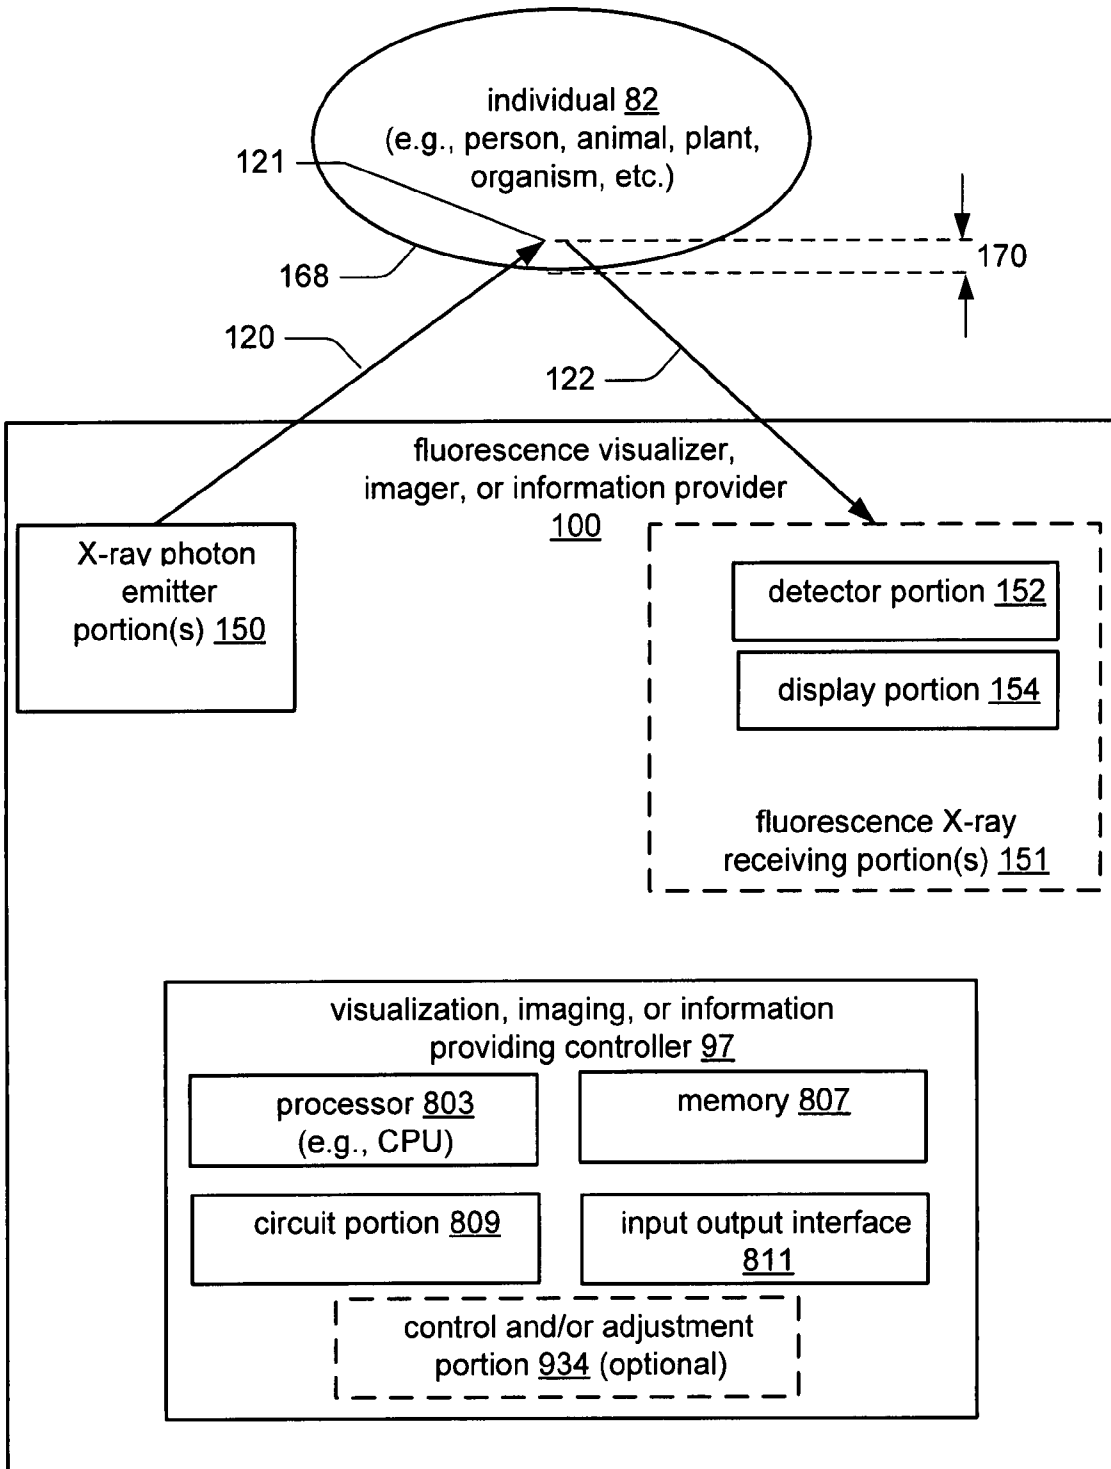 individual 82
(e.g., person, animal, plant,
organism, etc.)
121
168
170
120
122
fluorescence visualizer,
imager, or information provider
100
X-ray photon
emitter
portion(s) 150
detector portion 152
display portion 154
fluorescence X-ray
receiving portion(s) 151
visualization, imaging, or information
providing controller 97
processor 803
(e.g., CPU)
memory 807
circuit portion 809
input output interface
811
control and/or adjustment
portion 934 (optional)